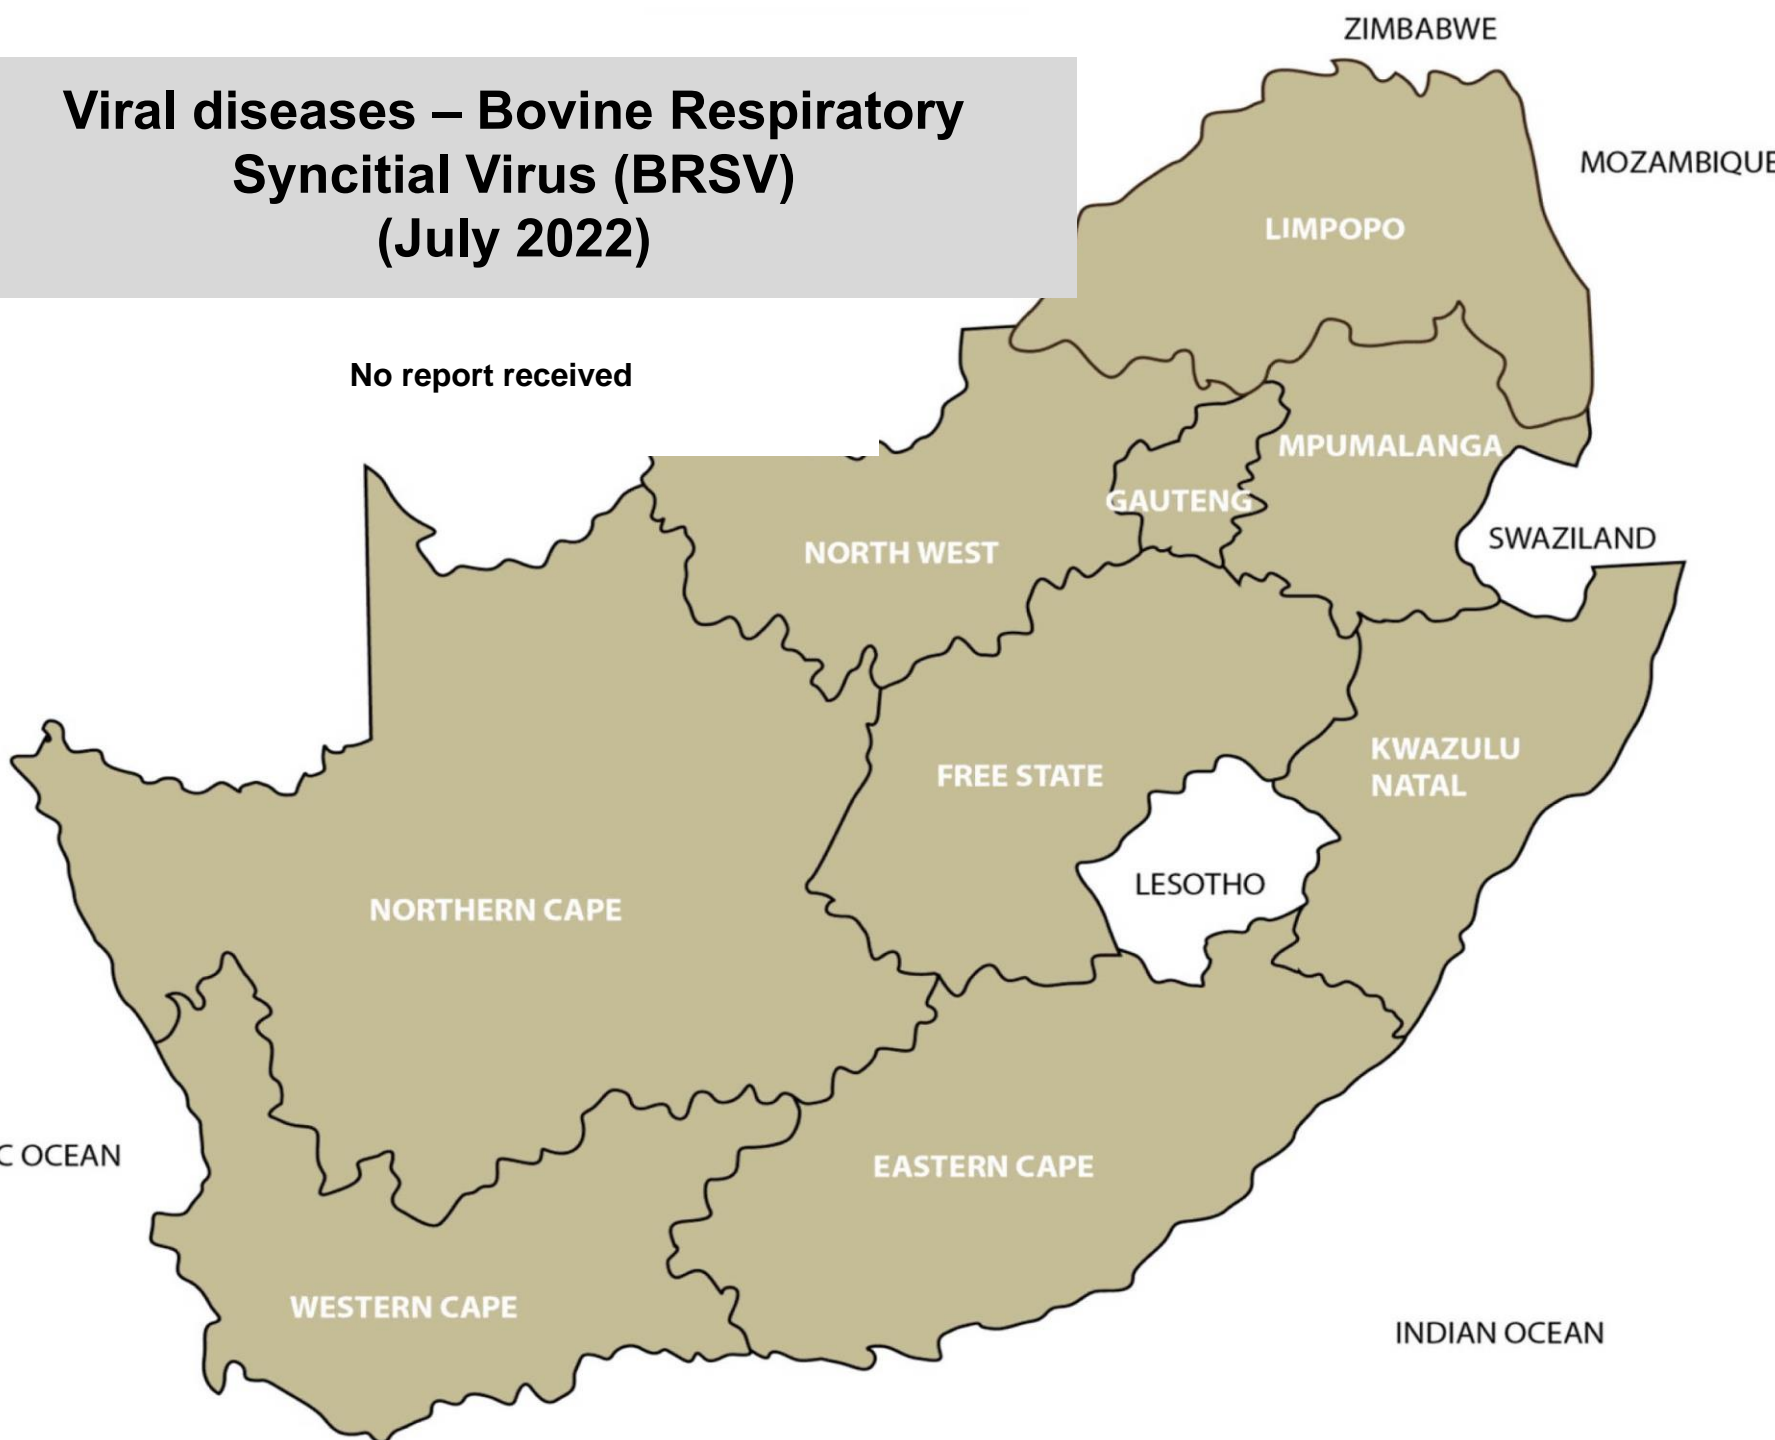 ZIMBABWE
Viral diseases – Bovine Respiratory
Syncitial Virus (BRSV)
(July 2022)
MOZAMBIQUE
LIMPOPO
No report received
MPUMALANGA
GAUTENG
SWAZILAND
NORTH WEST
KWAZULU
NATAL
FREE STATE
LESOTHO
NORTHERN CAPE
C OCEAN
EASTERN CAPE
WESTERN CAPE
INDIAN OCEAN